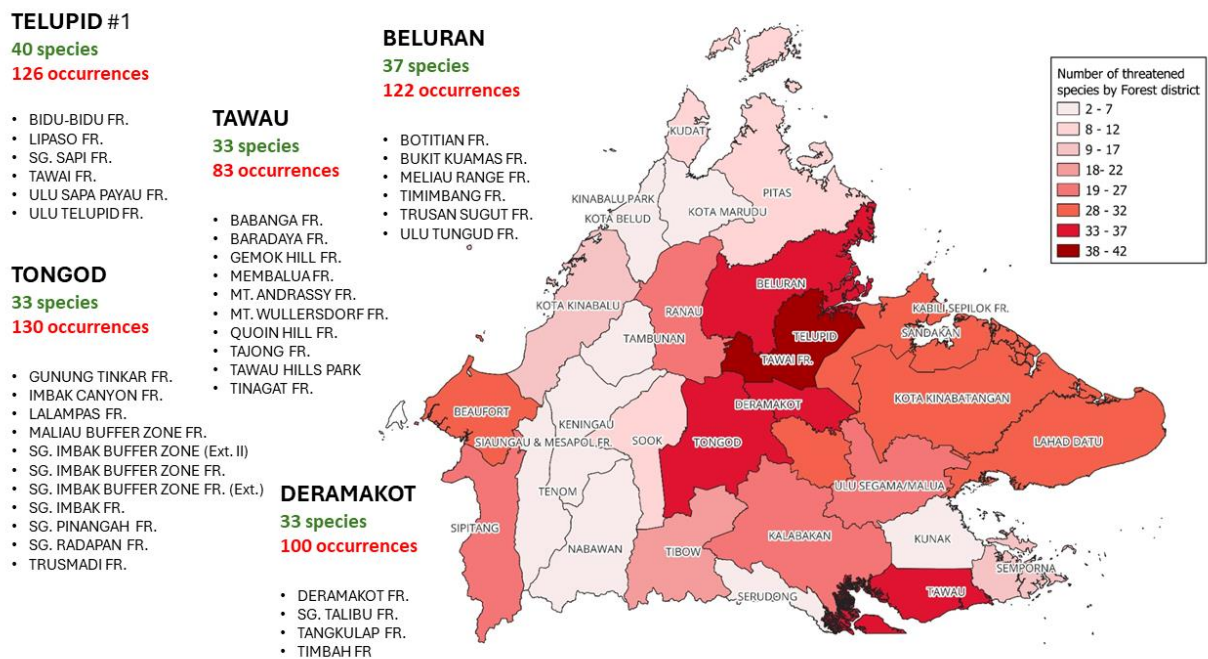 TELUPID #1
40 species
126 occurrences
• BIDU-BIDU FR.
• LIPASO FR.
• SG. SAPI FR.
• TAWAI FR.
• ULU SAPA PAYAU FR.
• ULU TELUPID FR.
TONGOD
33 species
130 occurrences
• GUNUNG TINKAR FR.
• IMBAK CANYON FR.
• LALAMPAS FR.
• MALIAU BUFFER ZONE FR.
• SG. IMBAK BUFFER ZONE (Ext. II)
• SG. IMBAK BUFFER ZONE FR.
• SG. IMBAK BUFFER ZONE FR. (Ext.)
• SG. IMBAK FR.
• SG. PINANGAH FR.
• SG. RADAPAN FR.
• TRUSMADI FR.
TAWAU
33 species
83 occurrences
• BABANGA FR.
• BARADAYA FR.
• GEMOK HILL FR.
• MEMBALUA FR.
• MT. ANDRASSY FR.
• MT. WULLERSDORF FR.
• QUOIN HILL FR.
• TAJONG FR.
• TAWAU HILLS PARK
• TINAGAT FR.
DERAMAKOT
33 species
100 occurrences
• DERAMAKOT FR.
• SG. TALIBU FR.
• TANGKULAP FR.
• TIMBAH FR
BELURAN
37 species
122 occurrences
• BOTITIAN FR.
• BUKIT KUAMAS FR.
• MELIAU RANGE FR.
• TIMIMBANG FR.
• TRUSAN SUGUT FR.
• ULU TUNGUD FR.
Number of threatened
species by Forest district
2 - 7
8 - 12
9 - 17
18- 22
19 - 27
28 - 32
33 - 37
38 - 42
KUDAT
PITAS
KINABALU PARK
KOTA BELUD
KOTA MARUDU
BELURAN
KOTA KINABALU
RANAU
KABILI SEPILOK FR.
SANDAKAN
TELUPID
TAMBUNAN
TAWAI FR.
DERAMAKOT
KOTA KINABATANGAN
BEAUFORT
KENINGAU
SIAUNGAU & MESAPOL FR.
SOOK
TONGOD
LAHAD DATU
TENOM
ULU SEGAMA/MALUA
SIPITANG
NABAWAN
TIBOW
KALABAKAN
KUNAK
SEMPORNA
SERUDONG
TAWAU